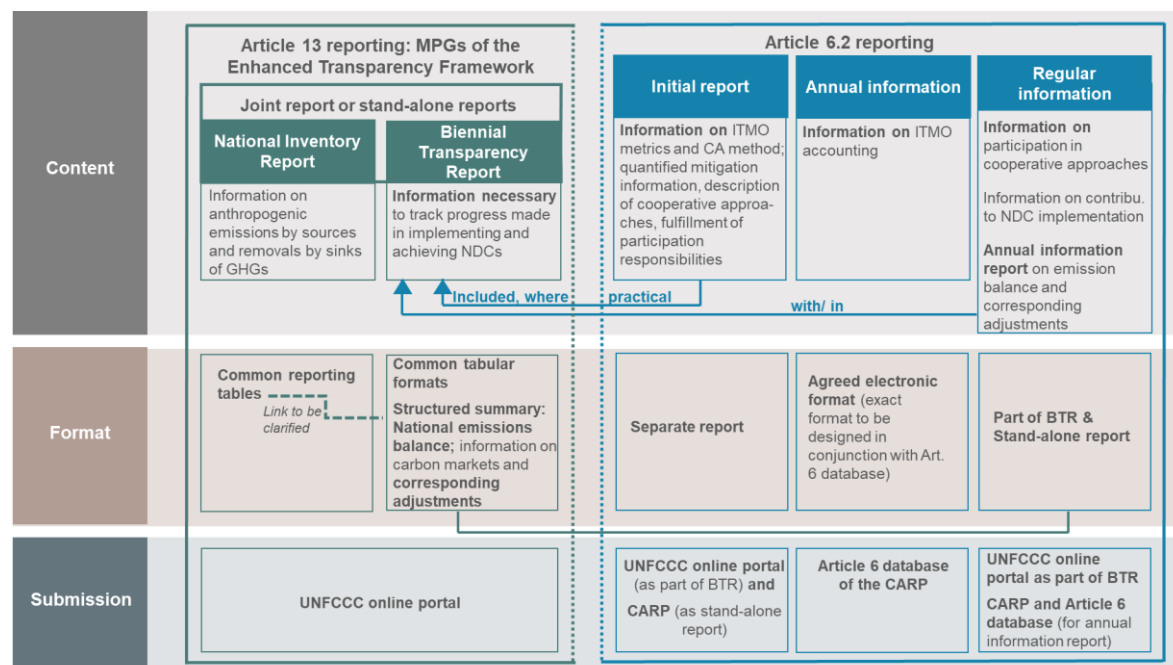 Article 13 reporting: MPGs of the
Enhanced Transparency Framework
Joint report or stand-alone reports
National Inventory
Report
Biennial
Transparency
Report
Article 6.2 reporting
Initial report
Annual information
Regular
information
Content
Information on
anthropogenic
emissions by sources
and removals by sinks
of GHGs
Information necessary
to track progress made
in implementing and
achieving NDCs
Information on ITMO
metrics and CA method;
quantified mitigation
information, description
of cooperative approa-
ches, fulfillment of
participation
responsibilities
Information on ITMO
accounting
Information on
participation in
cooperative approaches
Information on contribu.
to NDC implementation
Annual information
report on emission
balance and
corresponding
adjustments
Included, where practical
with/ in
Format
Common reporting
tables
Link to be
clarified
Common tabular
formats
Structured summary:
National emissions
balance; information on
carbon markets and
corresponding
adjustments
Separate report
Agreed electronic
format (exact
format to be
designed in
conjunction with Art.
6 database)
Part of BTR &
Stand-alone report
Submission
UNFCCC online portal
UNFCCC online portal
(as part of BTR) and
CARP (as stand-alone
report)
Article 6 database
of the CARP
UNFCCC online
portal as part of BTR
CARP and Article 6
database (for annual
information report)